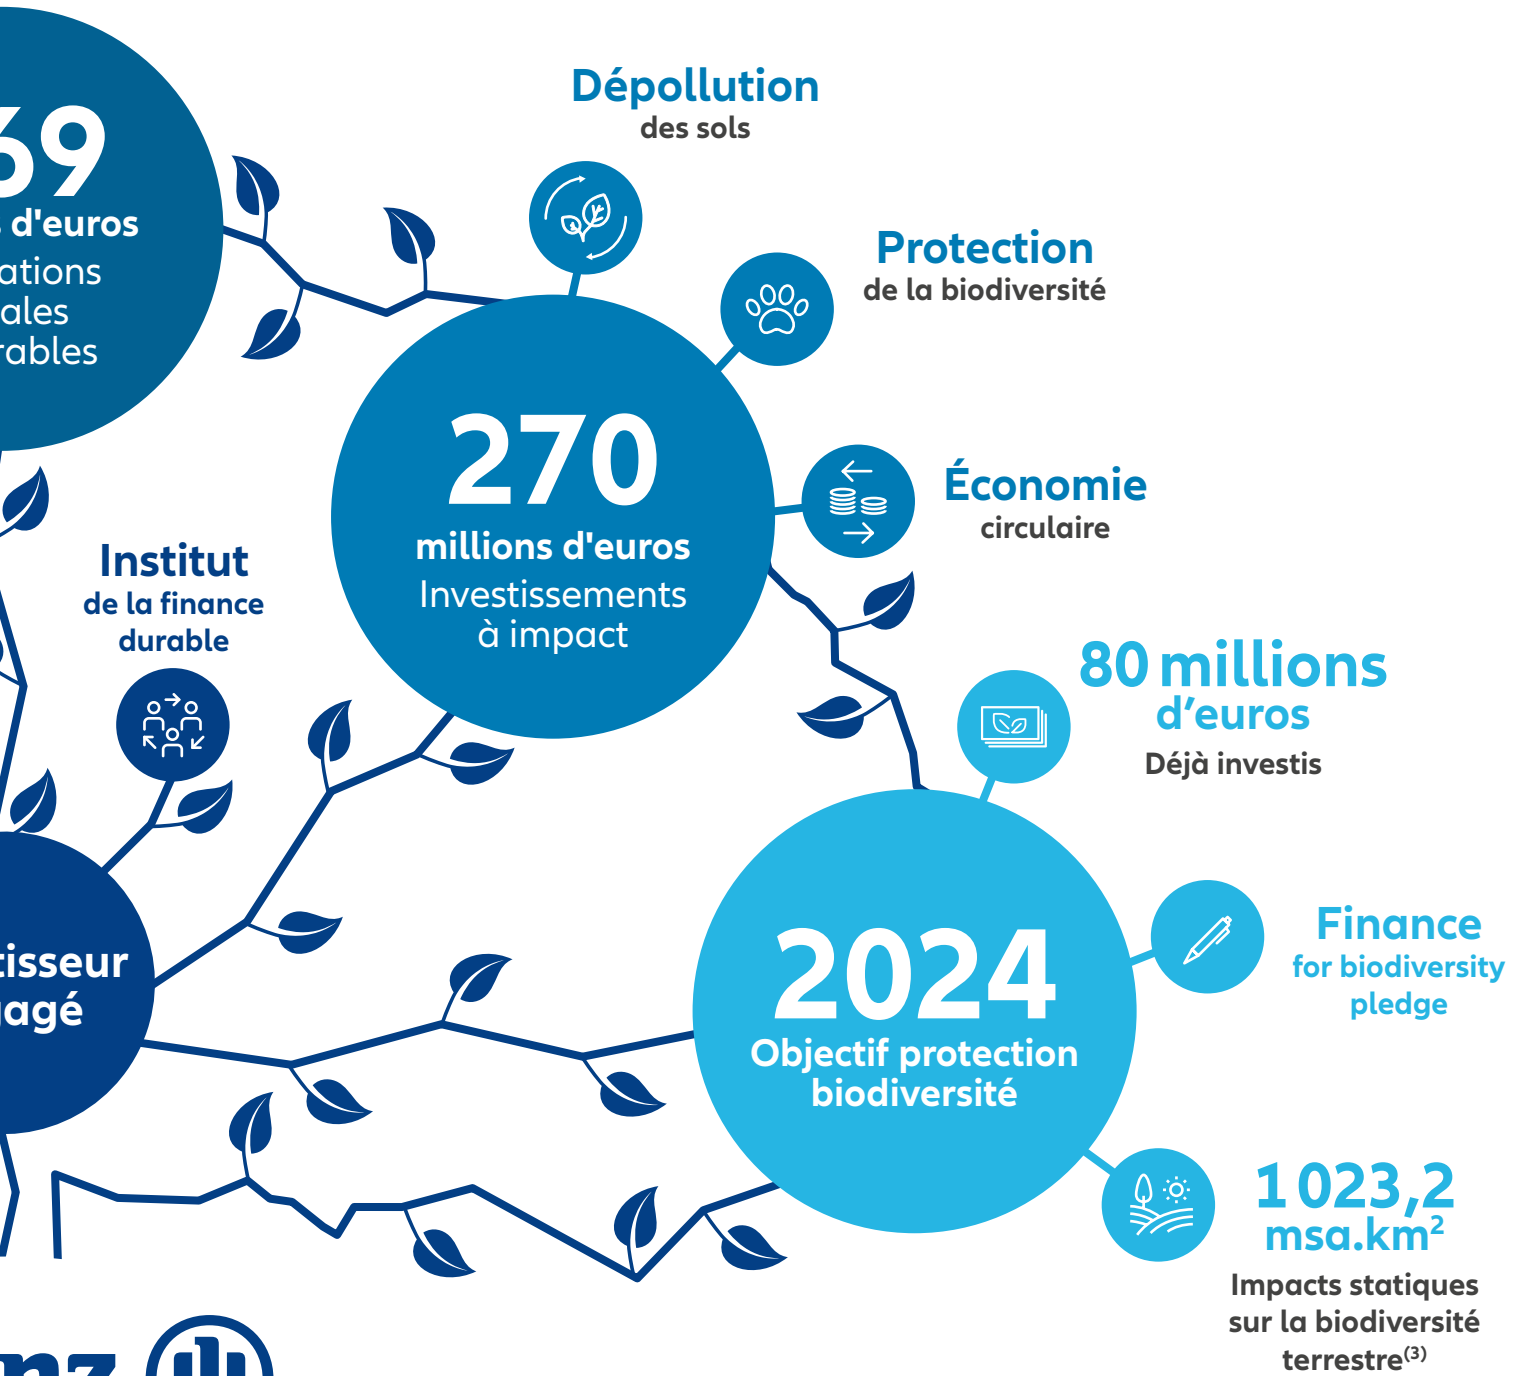 69
d'euros
Dépollution
des sols
Protection
de la biodiversité
270
millions d'euros
Investissements
à impact
Économie
circulaire
Institut
de la finance
durable
80 millions
d’euros
Déjà investis
2024
Objectif protection
biodiversité
Finance
for biodiversity
pledge
1 023,2
msa.km²
Impacts statiques
sur la biodiversité
terrestre⁽³⁾